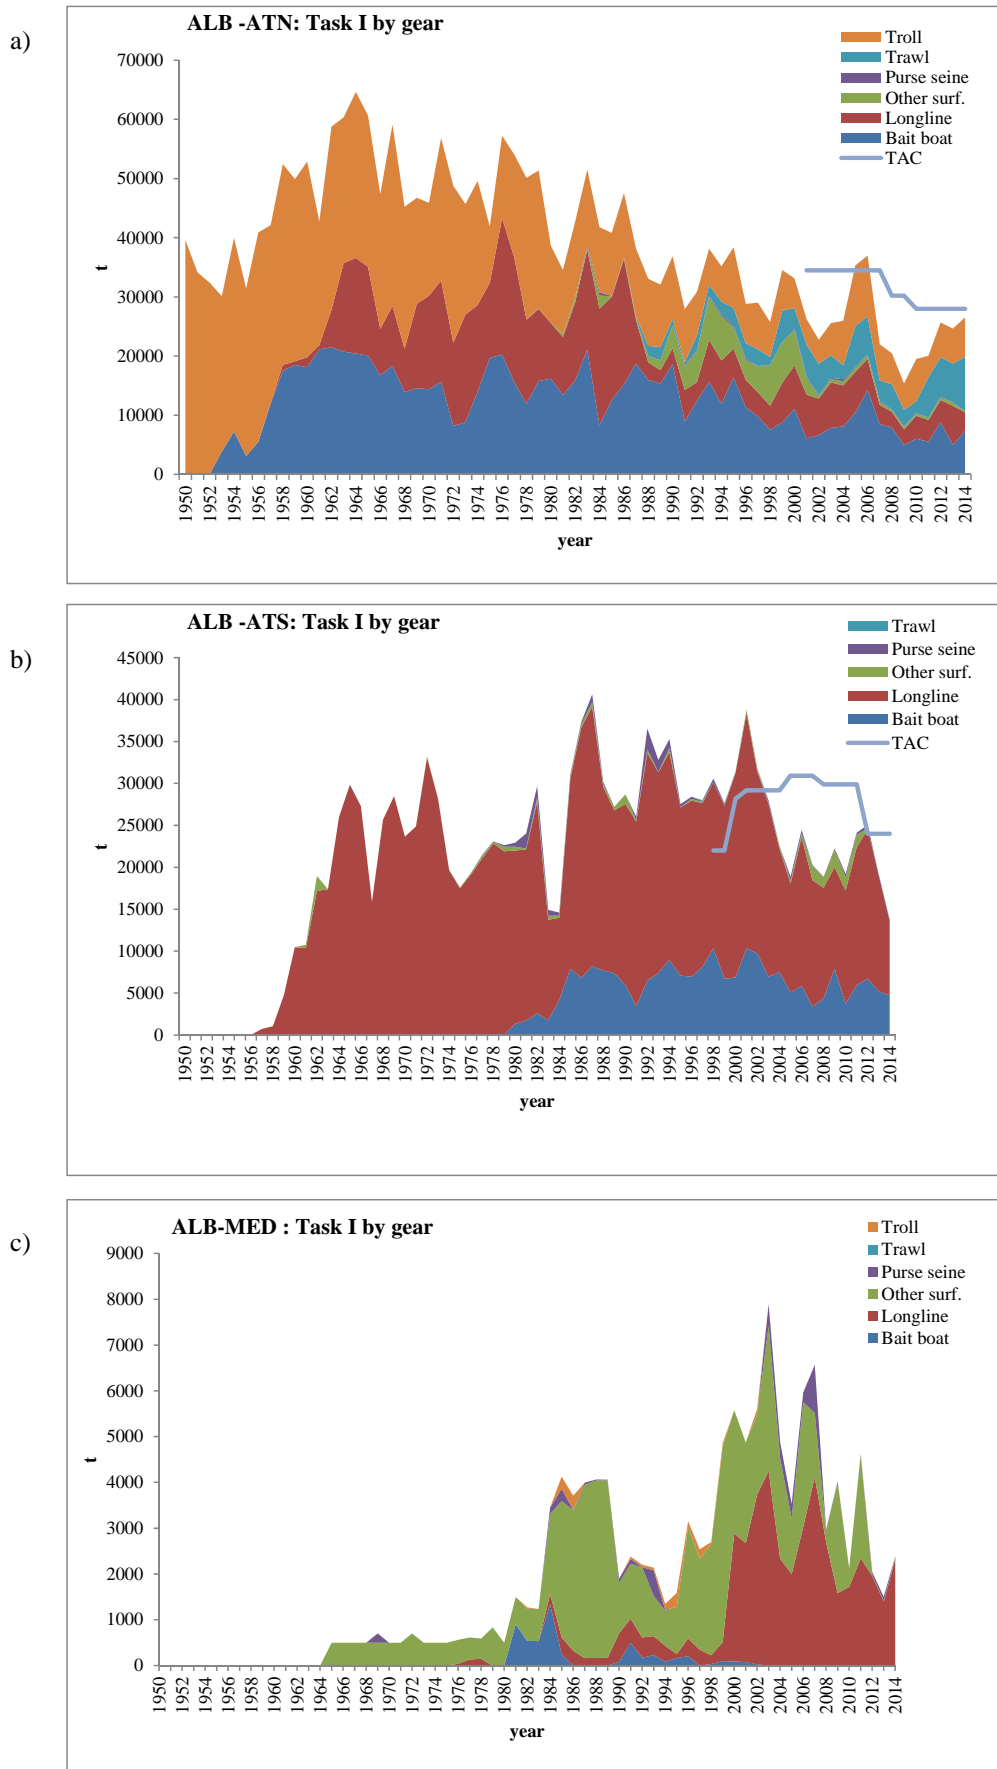 a)
ALB -ATN: Task I by gear
Troll
Trawl
Purse seine
Other surf.
Longline
Bait boat
TAC
70000
60000
50000
40000
30000
20000
10000
0
t
1950 1952 1954 1956 1958 1960 1962 1964 1966 1968 1970 1972 1974 1976 1978 1980 1982 1984 1986 1988 1990 1992 1994 1996 1998 2000 2002 2004 2006 2008 2010 2012 2014
year
b)
ALB -ATS: Task I by gear
Trawl
Purse seine
Other surf.
Longline
Bait boat
TAC
45000
40000
35000
30000
25000
20000
15000
10000
5000
0
t
1950 1952 1954 1956 1958 1960 1962 1964 1966 1968 1970 1972 1974 1976 1978 1980 1982 1984 1986 1988 1990 1992 1994 1996 1998 2000 2002 2004 2006 2008 2010 2012 2014
year
c)
ALB-MED : Task I by gear
Troll
Trawl
Purse seine
Other surf.
Longline
Bait boat
9000
8000
7000
6000
5000
4000
3000
2000
1000
0
t
1950 1952 1954 1956 1958 1960 1962 1964 1966 1968 1970 1972 1974 1976 1978 1980 1982 1984 1986 1988 1990 1992 1994 1996 1998 2000 2002 2004 2006 2008 2010 2012 2014
year